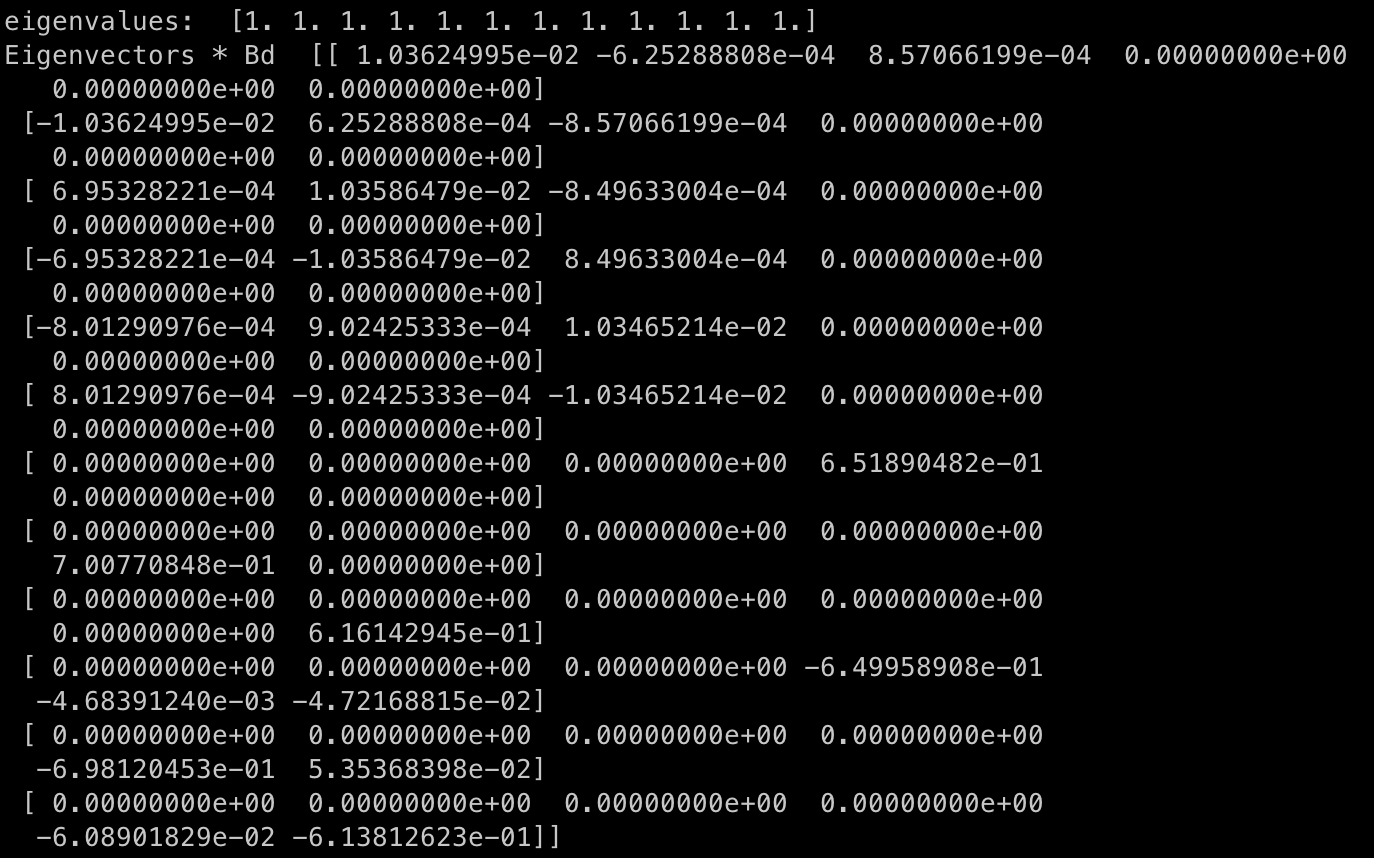 eigenvalues:  [1. 1. 1. 1. 1. 1. 1. 1. 1. 1. 1. 1.]
Eigenvectors * Bd  [[ 1.03624995e-02 -6.25288808e-04  8.57066199e-04  0.00000000e+00
   0.00000000e+00  0.00000000e+00]
 [-1.03624995e-02  6.25288808e-04 -8.57066199e-04  0.00000000e+00
   0.00000000e+00  0.00000000e+00]
 [ 6.95328221e-04  1.03586479e-02 -8.49633004e-04  0.00000000e+00
   0.00000000e+00  0.00000000e+00]
 [-6.95328221e-04 -1.03586479e-02  8.49633004e-04  0.00000000e+00
   0.00000000e+00  0.00000000e+00]
 [-8.01290976e-04  9.02425333e-04  1.03465214e-02  0.00000000e+00
   0.00000000e+00  0.00000000e+00]
 [ 8.01290976e-04 -9.02425333e-04 -1.03465214e-02  0.00000000e+00
   0.00000000e+00  0.00000000e+00]
 [ 0.00000000e+00  0.00000000e+00  0.00000000e+00  6.51890482e-01
   0.00000000e+00  0.00000000e+00]
 [ 0.00000000e+00  0.00000000e+00  0.00000000e+00  0.00000000e+00
   7.00770848e-01  0.00000000e+00]
 [ 0.00000000e+00  0.00000000e+00  0.00000000e+00  0.00000000e+00
   0.00000000e+00  6.16142945e-01]
 [ 0.00000000e+00  0.00000000e+00  0.00000000e+00 -6.49958908e-01
  -4.68391240e-03 -4.72168815e-02]
 [ 0.00000000e+00  0.00000000e+00  0.00000000e+00  0.00000000e+00
  -6.98120453e-01  5.35368398e-02]
 [ 0.00000000e+00  0.00000000e+00  0.00000000e+00  0.00000000e+00
  -6.08901829e-02 -6.13812623e-01]]